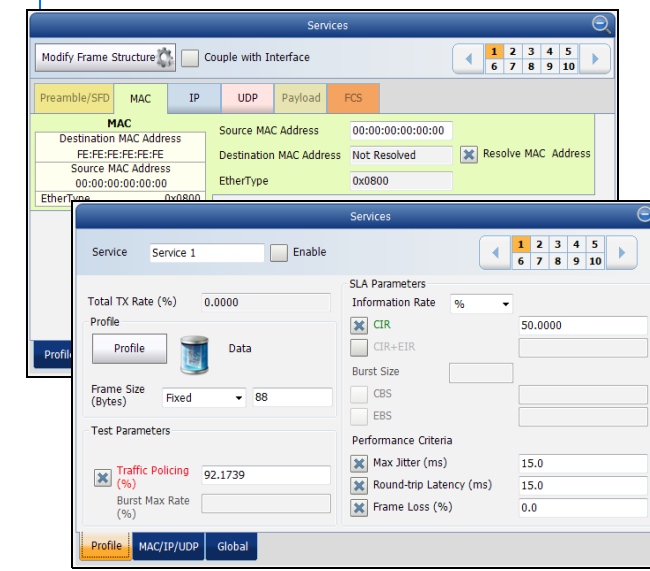 Services
Modify Frame Structure
Couple with Interface
1 2 3 4 5
6 7 8 9 10
Preamble/SFD MAC IP UDP Payload FCS
MAC
Destination MAC Address
FE:FE:FE:FE:FE:FE
Source MAC Address
00:00:00:00:00:00
EtherType 0x0800
Source MAC Address 00:00:00:00:00:00
Destination MAC Address Not Resolved Resolve MAC Address
EtherType 0x0800
Services
Service Service 1 Enable
1 2 3 4 5
6 7 8 9 10
Total TX Rate (%) 0.0000
Profile
Profile Data
Frame Size
(Bytes) Fixed 88
Test Parameters
Traffic Policing
(%) 92.1739
Burst Max Rate
(%)
SLA Parameters
Information Rate %
CIR 50.0000
CIR+EIR
Burst Size
CBS
EBS
Performance Criteria
Max Jitter (ms) 15.0
Round-trip Latency (ms) 15.0
Frame Loss (%) 0.0
Profile MAC/IP/UDP Global